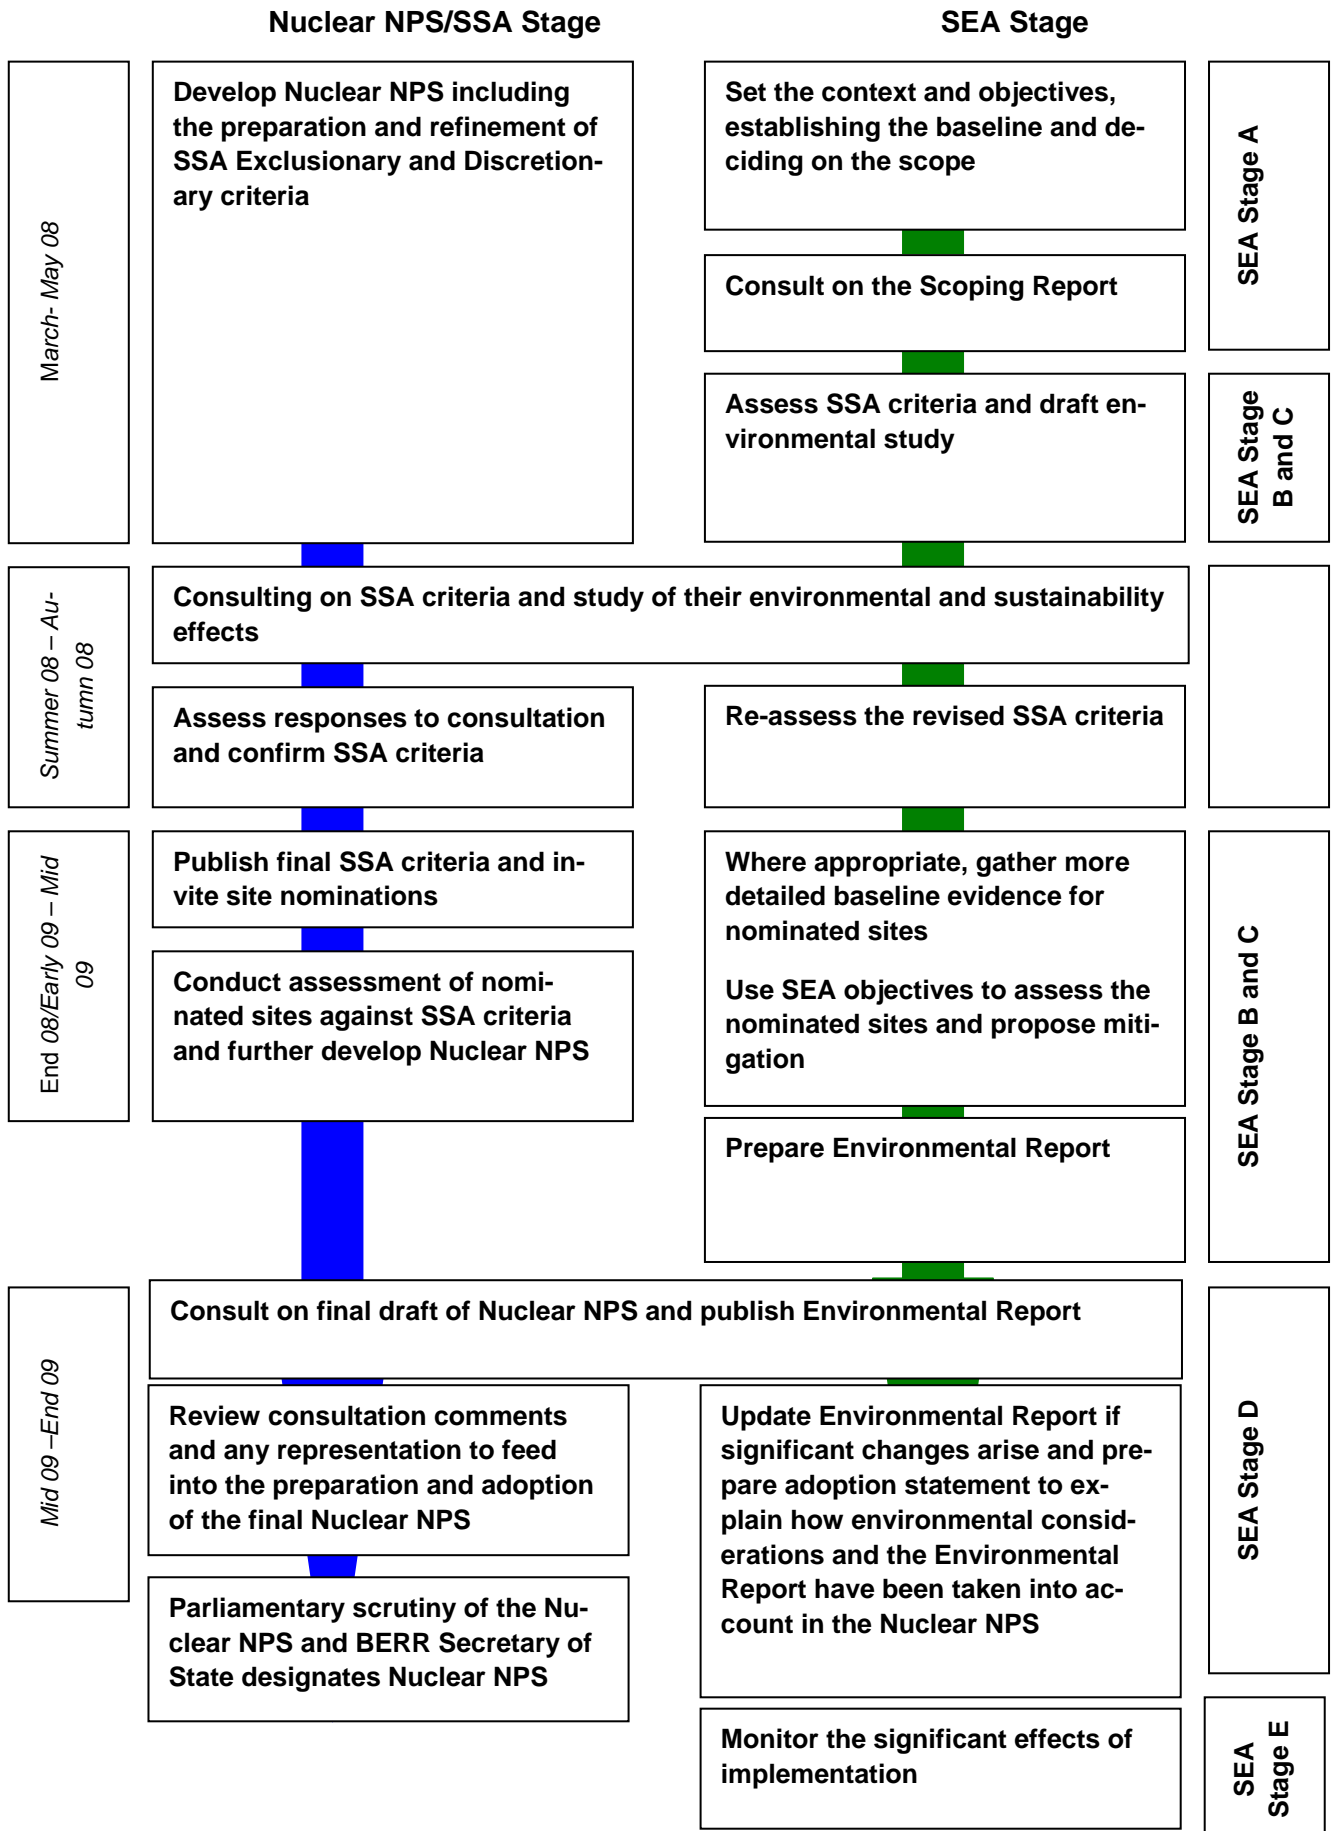 Nuclear NPS/SSA Stage
SEA Stage
March- May 08
Develop Nuclear NPS including
the preparation and refinement of
SSA Exclusionary and Discretion-
ary criteria
Set the context and objectives,
establishing the baseline and de-
ciding on the scope
SEA Stage A
Consult on the Scoping Report
Assess SSA criteria and draft en-
vironmental study
SEA Stage
B and C
Summer 08 – Au-
tumn 08
Consulting on SSA criteria and study of their environmental and sustainability
effects
Assess responses to consultation
and confirm SSA criteria
Re-assess the revised SSA criteria
End 08/Early 09 – Mid
09
Publish final SSA criteria and in-
vite site nominations
Conduct assessment of nomi-
nated sites against SSA criteria
and further develop Nuclear NPS
Where appropriate, gather more
detailed baseline evidence for
nominated sites
Use SEA objectives to assess the
nominated sites and propose miti-
gation
Prepare Environmental Report
SEA Stage B and C
Mid 09 –End 09
Consult on final draft of Nuclear NPS and publish Environmental Report
Review consultation comments
and any representation to feed
into the preparation and adoption
of the final Nuclear NPS
Parliamentary scrutiny of the Nu-
clear NPS and BERR Secretary of
State designates Nuclear NPS
Update Environmental Report if
significant changes arise and pre-
pare adoption statement to ex-
plain how environmental consid-
erations and the Environmental
Report have been taken into ac-
count in the Nuclear NPS
SEA Stage D
Monitor the significant effects of
implementation
SEA
Stage E